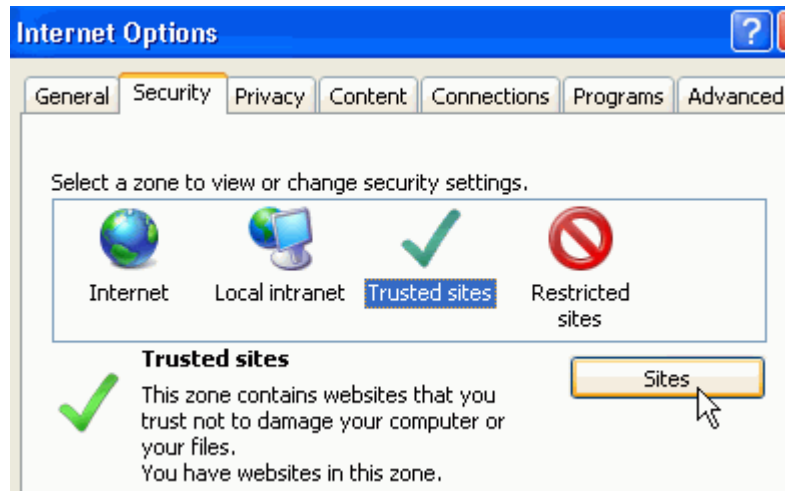 Internet Options
?
General Security Privacy Content Connections Programs Advanced
Select a zone to view or change security settings.
Internet Local intranet Trusted sites Restricted
sites
Trusted sites
Sites
This zone contains websites that you
trust not to damage your computer or
your files.
You have websites in this zone.